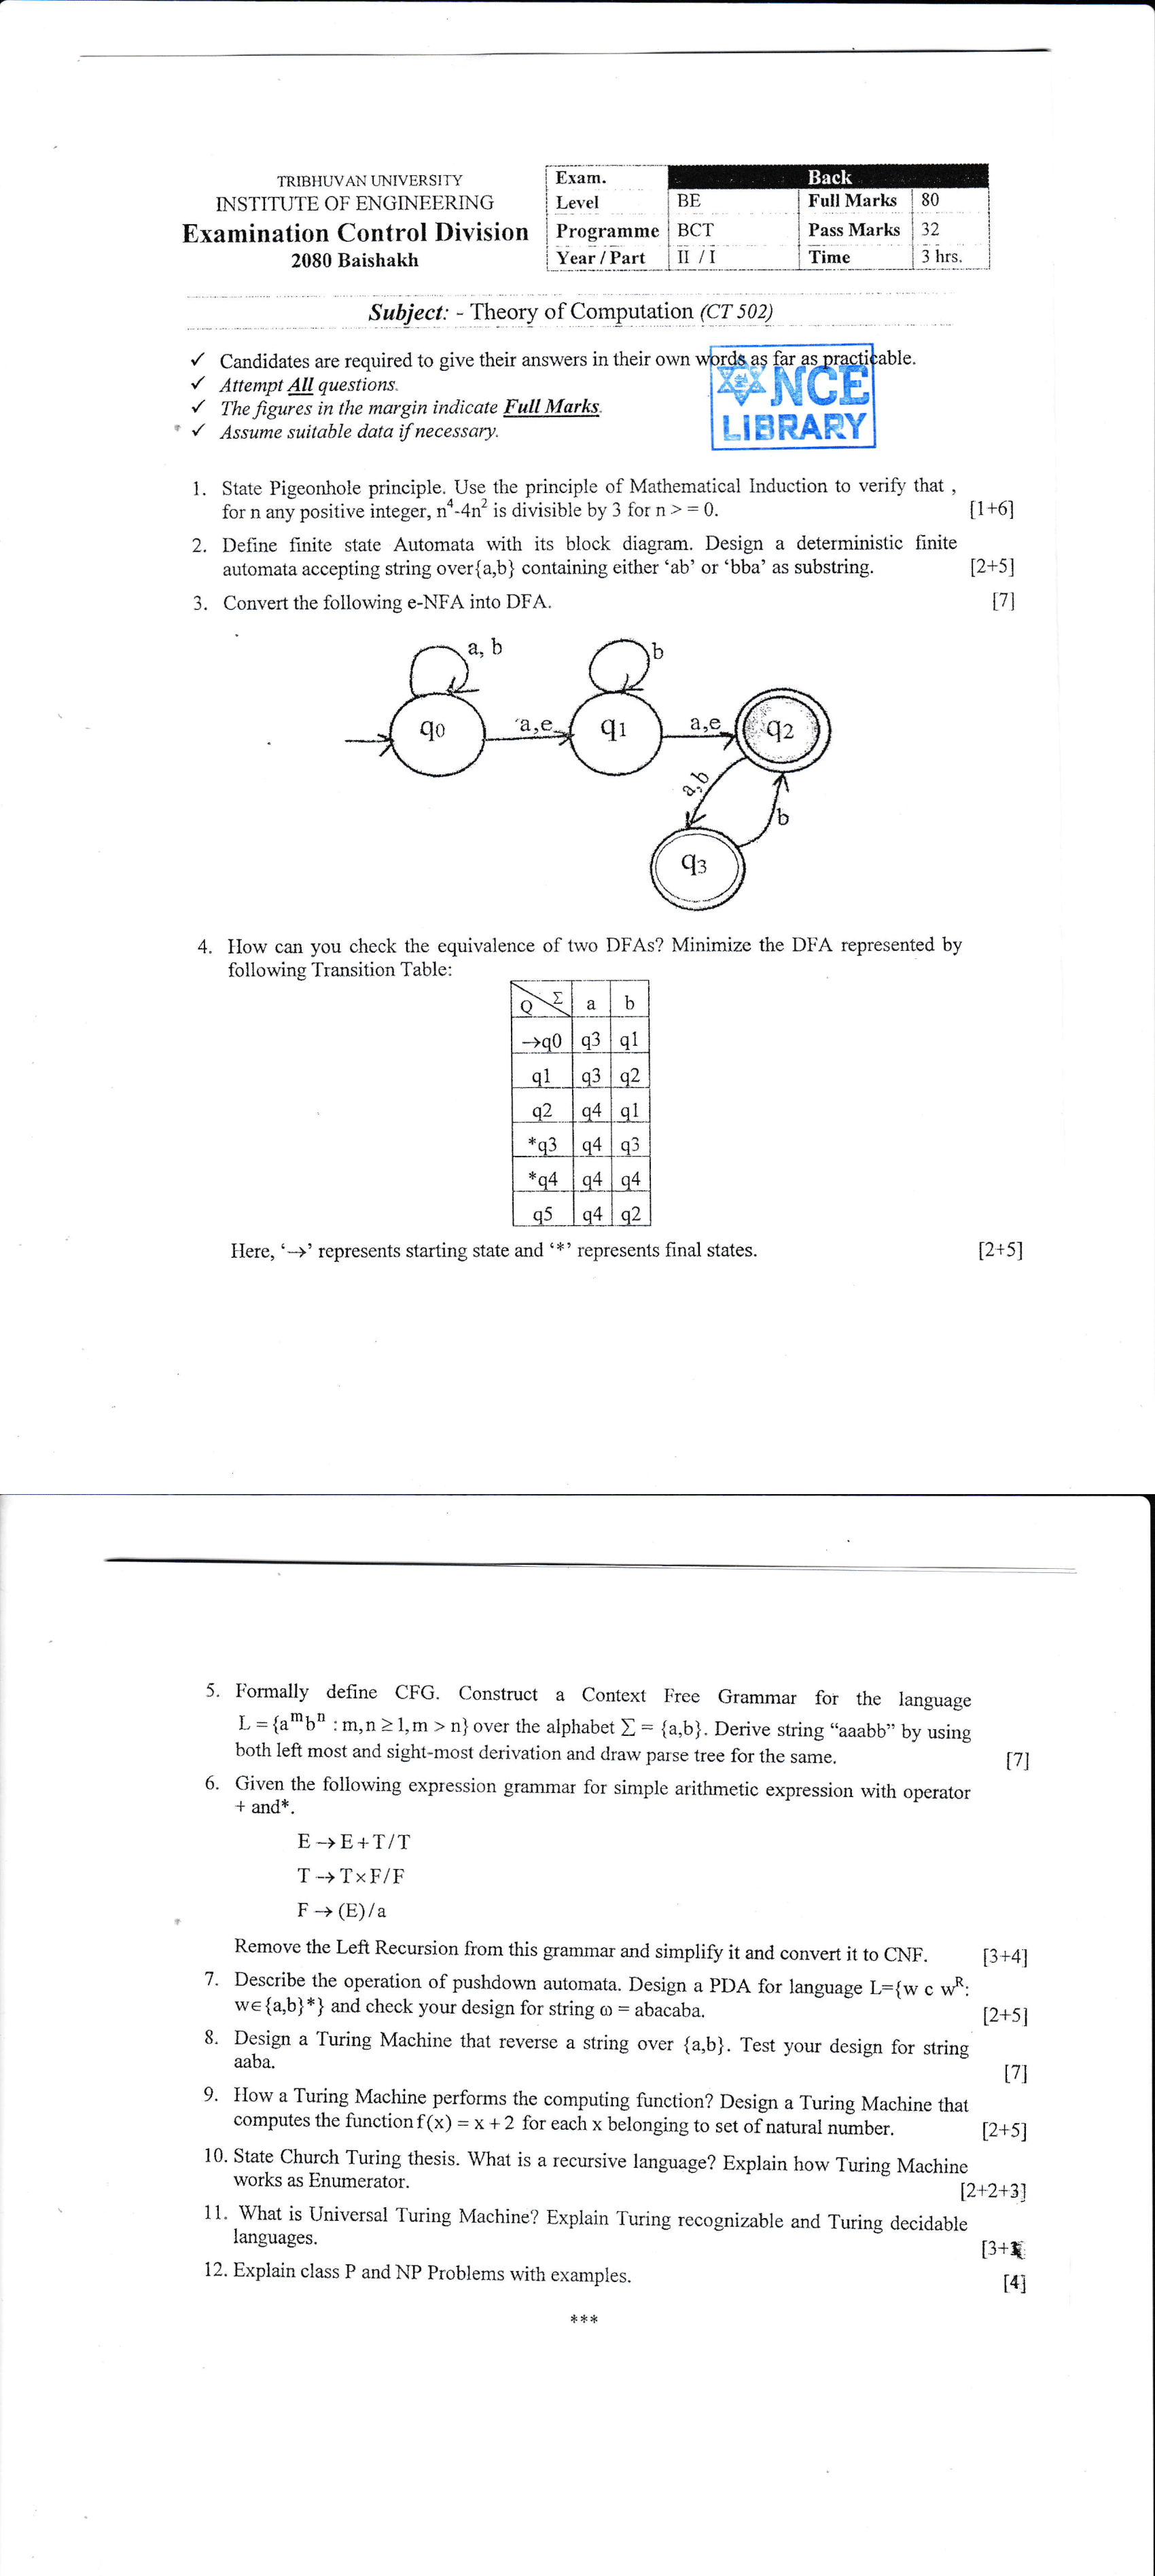 TRIBHUVAN UNIVERSITY
INSTITUTE OF ENGINEERING
Examination Control Division
2080 Baishakh
Exam. Back
Level BE Full Marks 80
Programme BCT Pass Marks 32
Year / Part II / I Time 3 hrs.
Subject: - Theory of Computation (CT 502)
✓ Candidates are required to give their answers in their own words as far as practicable.
✓ Attempt All questions.
✓ The figures in the margin indicate Full Marks.
✓ Assume suitable data if necessary.
NCE
LIBRARY
1. State Pigeonhole principle. Use the principle of Mathematical Induction to verify that ,
for n any positive integer, n⁴-4n² is divisible by 3 for n > = 0. [1+6]
2. Define finite state Automata with its block diagram. Design a deterministic finite
automata accepting string over{a,b} containing either ‘ab’ or ‘bba’ as substring. [2+5]
3. Convert the following e-NFA into DFA. [7]
a, b
b
q0
a,e
q1
a,e
q2
a,b
b
q3
4. How can you check the equivalence of two DFAs? Minimize the DFA represented by
following Transition Table:
Q Σ a b
→q0 q3 q1
q1 q3 q2
q2 q4 q1
*q3 q4 q3
*q4 q4 q4
q5 q4 q2
Here, ‘→’ represents starting state and ‘*’ represents final states. [2+5]
5. Formally define CFG. Construct a Context Free Grammar for the language
L = {aᵐbⁿ : m,n ≥ 1, m > n} over the alphabet Σ = {a,b}. Derive string “aaabb” by using
both left most and sight-most derivation and draw parse tree for the same. [7]
6. Given the following expression grammar for simple arithmetic expression with operator
+ and*.
E → E + T / T
T → T × F / F
F → (E) / a
Remove the Left Recursion from this grammar and simplify it and convert it to CNF. [3+4]
7. Describe the operation of pushdown automata. Design a PDA for language L={w c wᴿ:
w∈{a,b}*} and check your design for string ω = abacaba. [2+5]
8. Design a Turing Machine that reverse a string over {a,b}. Test your design for string
aaba. [7]
9. How a Turing Machine performs the computing function? Design a Turing Machine that
computes the function f(x) = x + 2 for each x belonging to set of natural number. [2+5]
10. State Church Turing thesis. What is a recursive language? Explain how Turing Machine
works as Enumerator. [2+2+3]
11. What is Universal Turing Machine? Explain Turing recognizable and Turing decidable
languages. [3+
12. Explain class P and NP Problems with examples. [4]
***